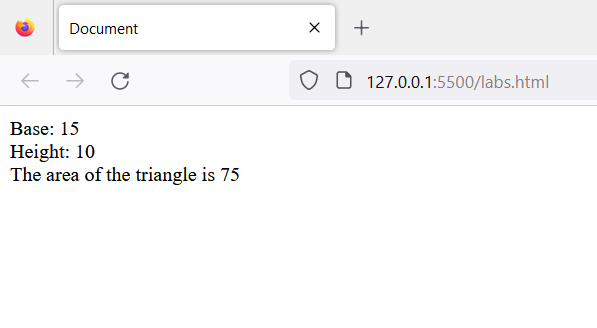 Document
127.0.0.1:5500/labs.html
Base: 15
Height: 10
The area of the triangle is 75